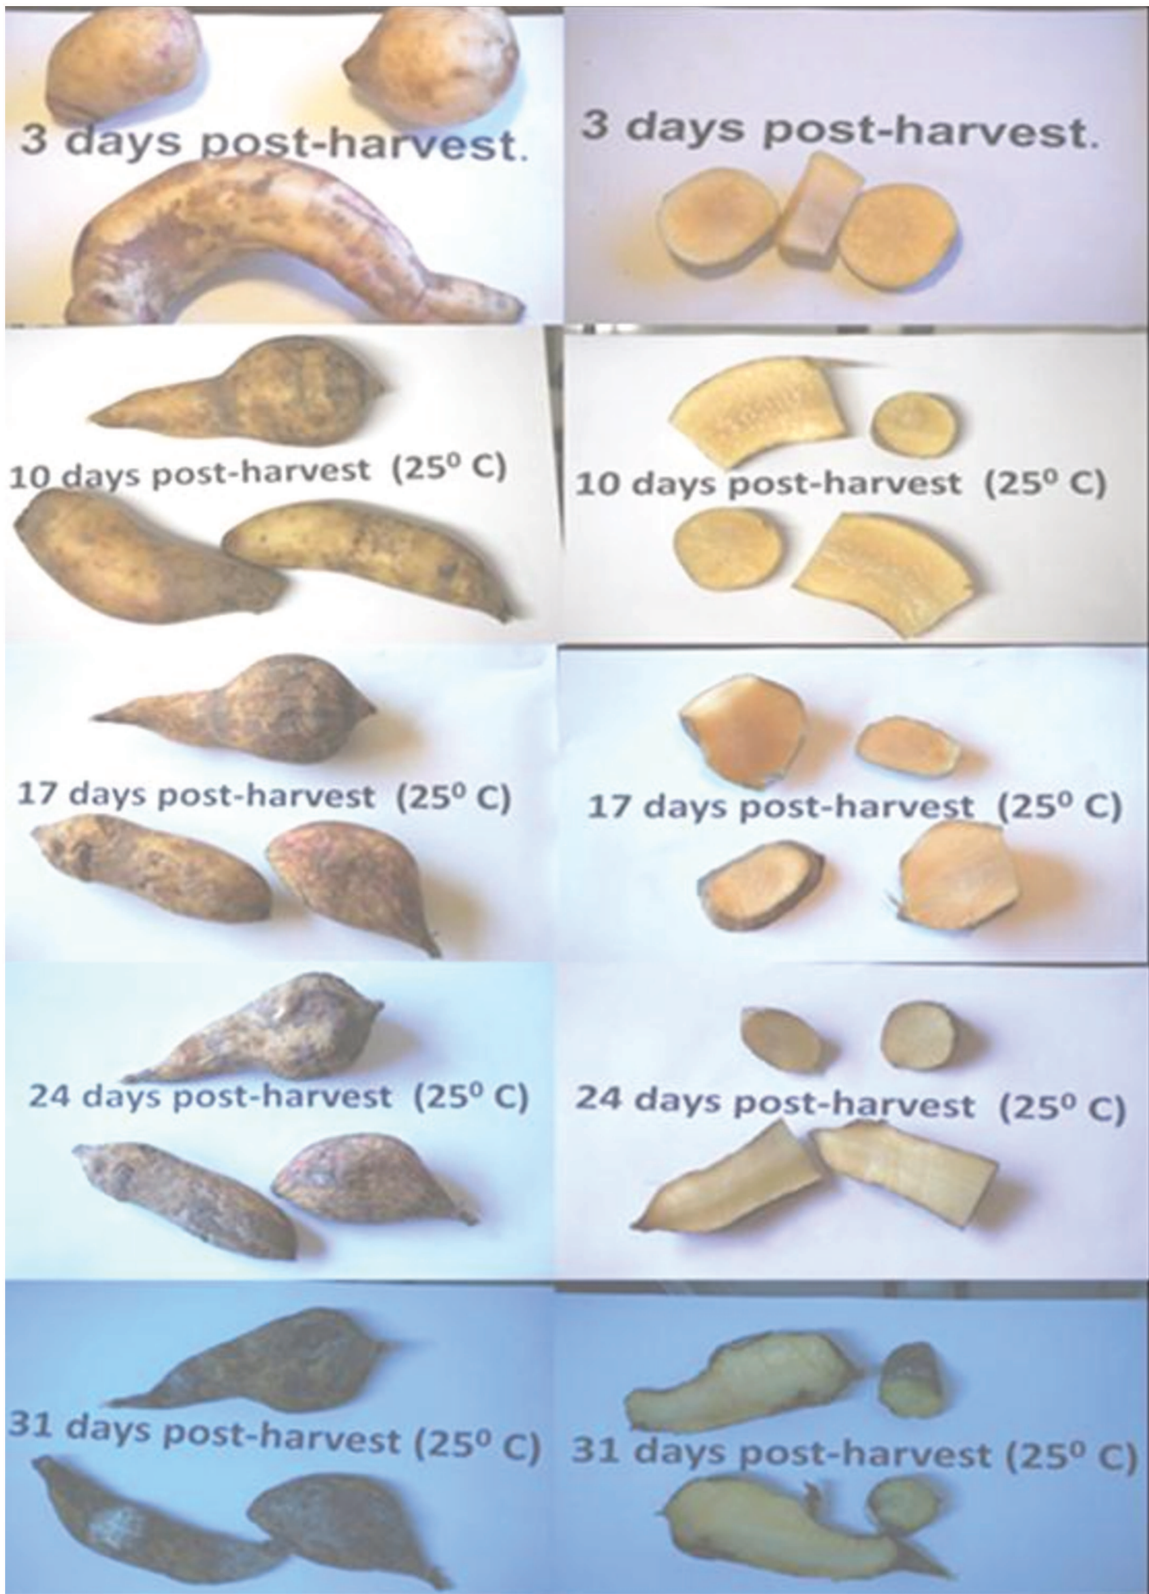 3 days post-harvest.
3 days post-harvest.
10 days post-harvest (25⁰ C)
10 days post-harvest (25⁰ C)
17 days post-harvest (25⁰ C)
17 days post-harvest (25⁰ C)
24 days post-harvest (25⁰ C)
24 days post-harvest (25⁰ C)
31 days post-harvest (25⁰ C)
31 days post-harvest (25⁰ C)